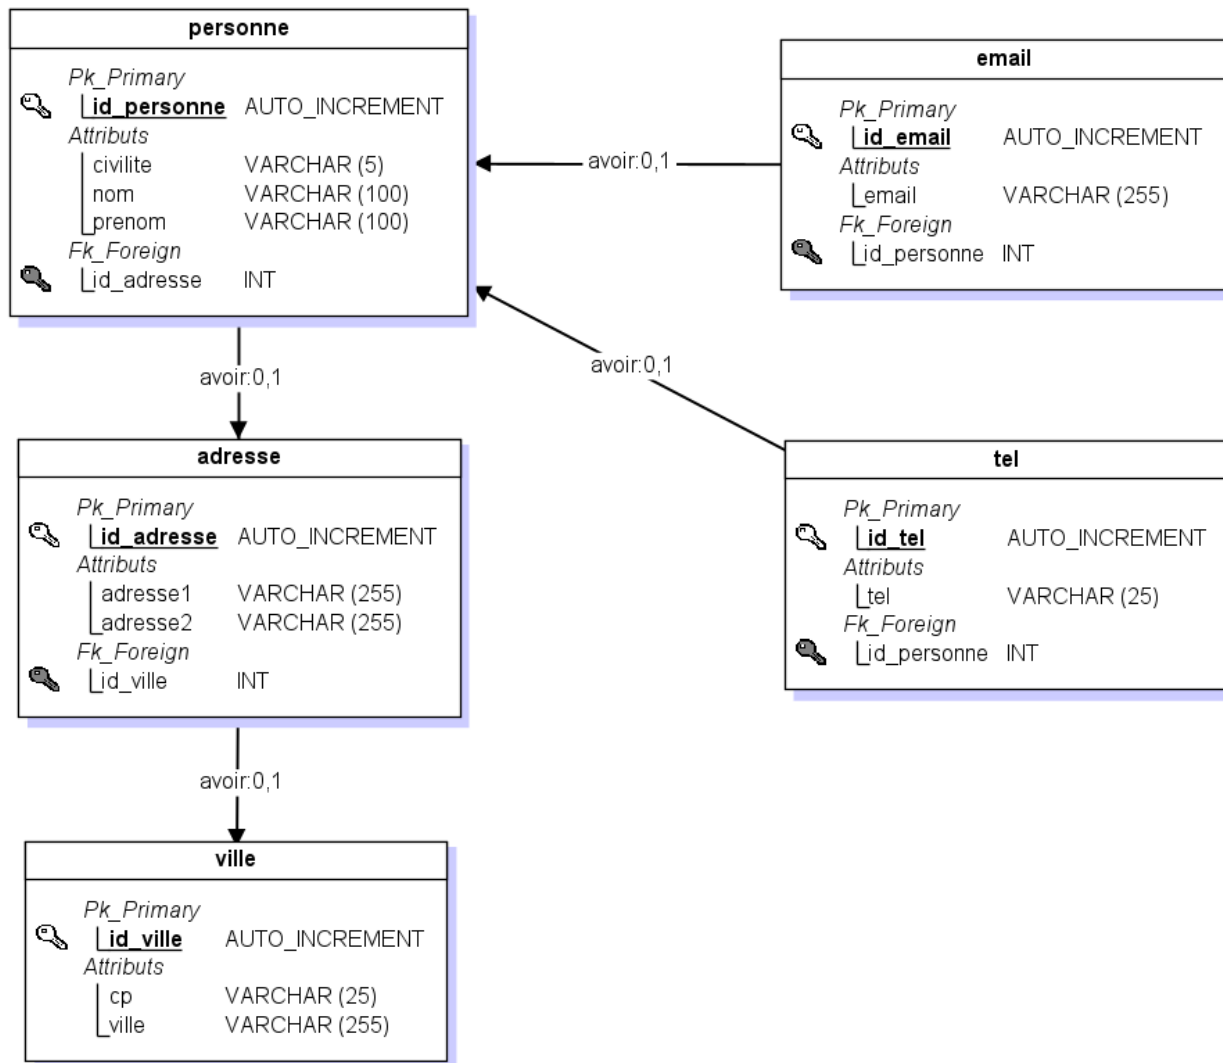 personne
Pk_Primary
id_personne AUTO_INCREMENT
Attributs
civilite VARCHAR (5)
nom VARCHAR (100)
prenom VARCHAR (100)
Fk_Foreign
id_adresse INT
avoir:0,1
email
Pk_Primary
id_email AUTO_INCREMENT
Attributs
email VARCHAR (255)
Fk_Foreign
id_personne INT
avoir:0,1
avoir:0,1
adresse
Pk_Primary
id_adresse AUTO_INCREMENT
Attributs
adresse1 VARCHAR (255)
adresse2 VARCHAR (255)
Fk_Foreign
id_ville INT
tel
Pk_Primary
id_tel AUTO_INCREMENT
Attributs
tel VARCHAR (25)
Fk_Foreign
id_personne INT
avoir:0,1
ville
Pk_Primary
id_ville AUTO_INCREMENT
Attributs
cp VARCHAR (25)
ville VARCHAR (255)